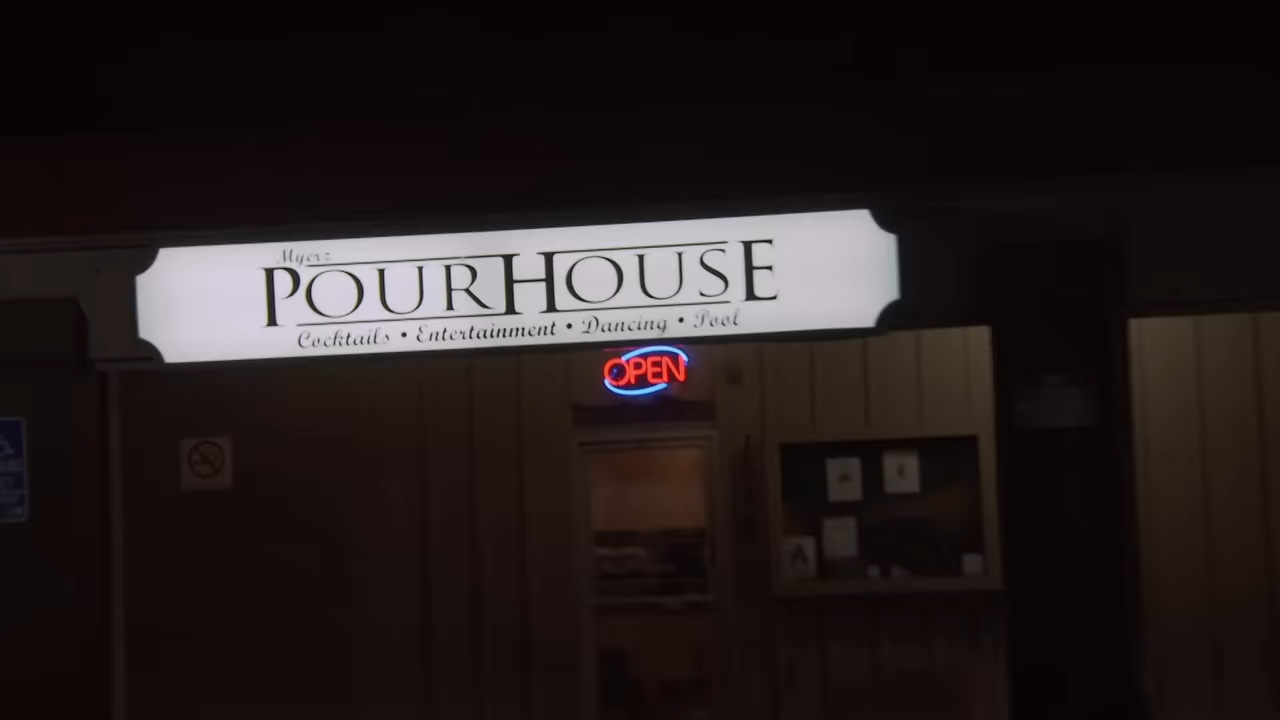 Myerz
POURHOUSE
Cocktails • Entertainment • Dancing • Pool
OPEN
A